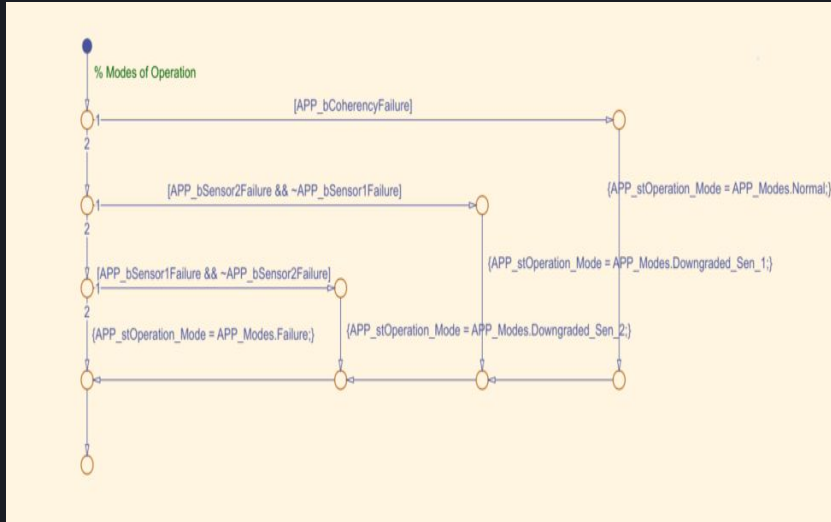 % Modes of Operation
[APP_bCoherencyFailure]
1
2
{APP_stOperation_Mode = APP_Modes.Normal;}
[APP_bSensor2Failure && ~APP_bSensor1Failure]
1
2
{APP_stOperation_Mode = APP_Modes.Downgraded_Sen_1;}
[APP_bSensor1Failure && ~APP_bSensor2Failure]
1
2
{APP_stOperation_Mode = APP_Modes.Failure;}
{APP_stOperation_Mode = APP_Modes.Downgraded_Sen_2;}